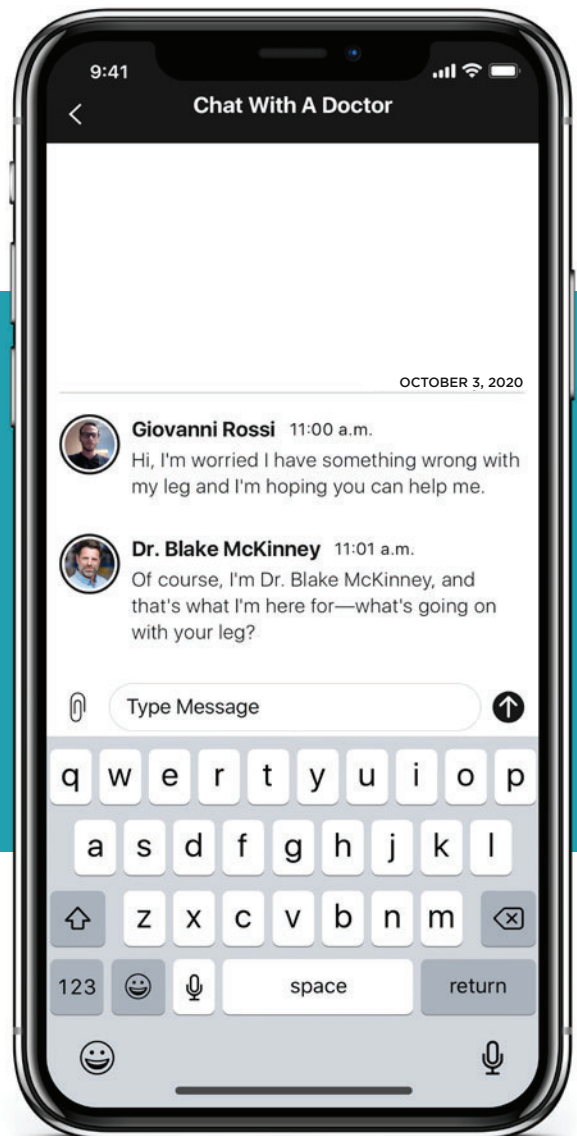 9:41
Chat With A Doctor
OCTOBER 3, 2020
Giovanni Rossi 11:00 a.m.
Hi, I'm worried I have something wrong with
my leg and I'm hoping you can help me.
Dr. Blake McKinney 11:01 a.m.
Of course, I'm Dr. Blake McKinney, and
that's what I'm here for—what's going on
with your leg?
Type Message
q w e r t y u i o p
a s d f g h j k l
z x c v b n m
123 space return